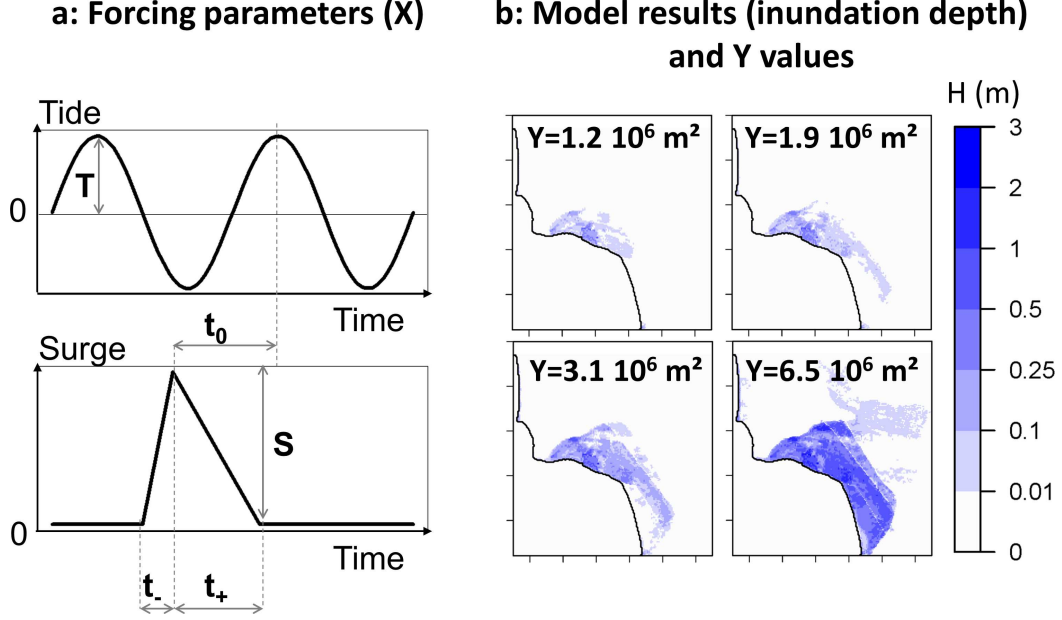 a: Forcing parameters (X)
Tide
T
0
Time
t₀
Surge
S
0
Time
t₋
t₊
b: Model results (inundation depth)
and Y values
Y=1.2 10⁶ m²
Y=1.9 10⁶ m²
Y=3.1 10⁶ m²
Y=6.5 10⁶ m²
H (m)
3
2
1
0.5
0.25
0.1
0.01
0